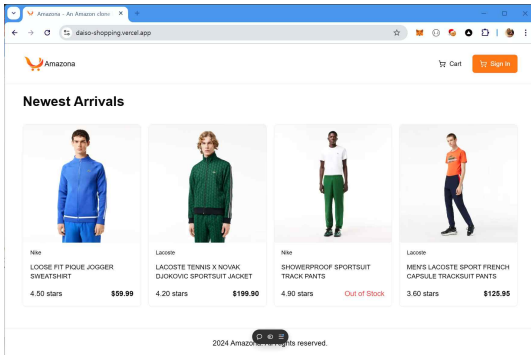 Amazona - An Amazon clone
daiso-shopping.vercel.app
Amazona
Cart
Sign In
Newest Arrivals
Nike
LOOSE FIT PIQUE JOGGER
SWEATSHIRT
4.50 stars
$59.99
Lacoste
LACOSTE TENNIS X NOVAK
DJOKOVIC SPORTSUIT JACKET
4.20 stars
$199.90
Nike
SHOWERPROOF SPORTSUIT
TRACK PANTS
4.90 stars
Out of Stock
Lacoste
MEN'S LACOSTE SPORT FRENCH
CAPSULE TRACKSUIT PANTS
3.60 stars
$125.95
2024 Amazona. All Rights reserved.